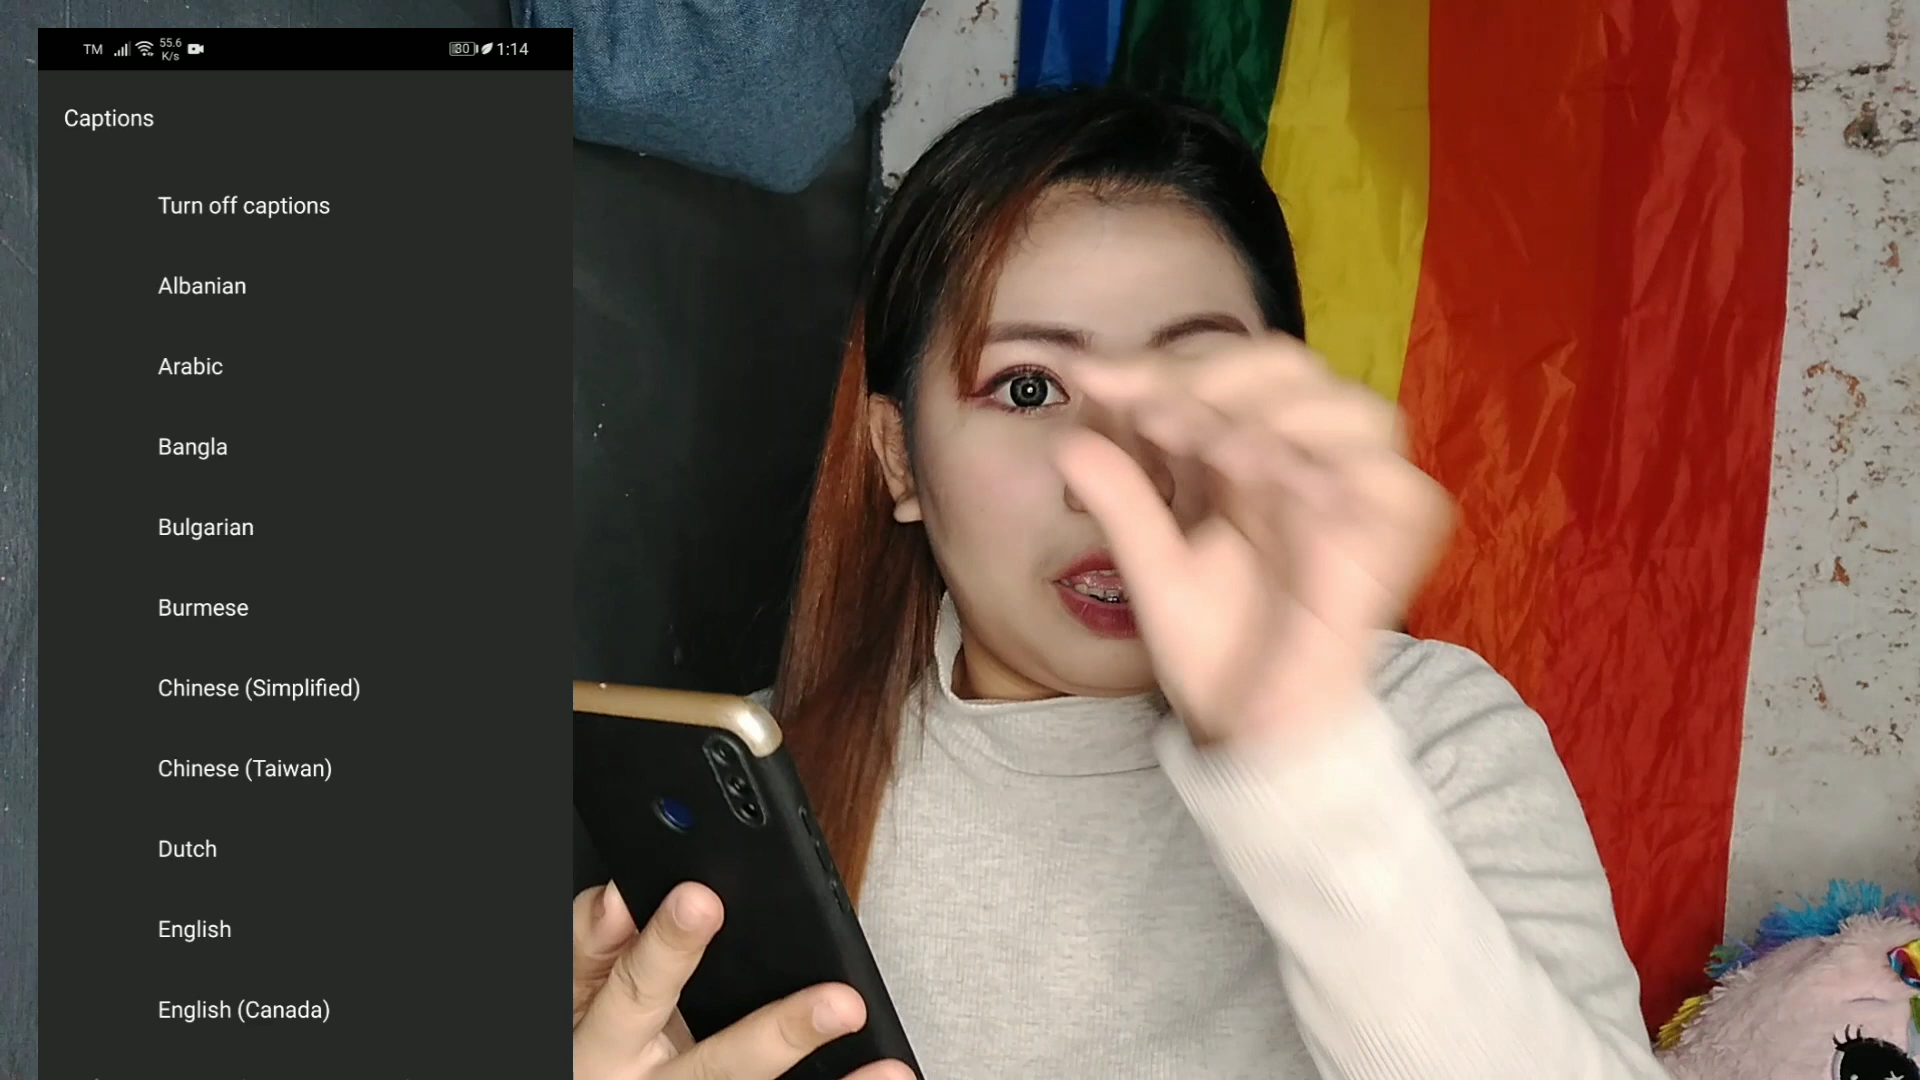 TM 55.6 K/s 80 1:14
Captions
Turn off captions
Albanian
Arabic
Bangla
Bulgarian
Burmese
Chinese (Simplified)
Chinese (Taiwan)
Dutch
English
English (Canada)